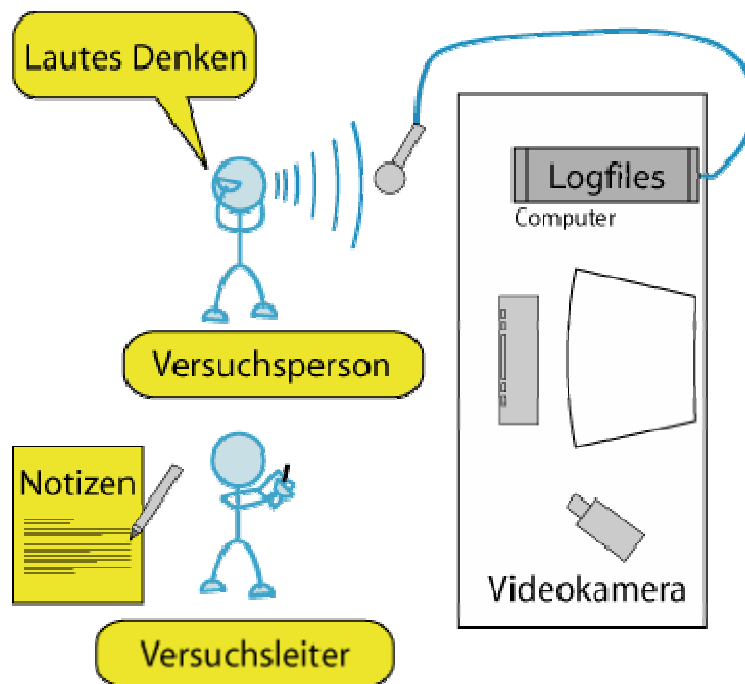 Lautes Denken
Logfiles
Computer
Versuchsperson
Notizen
Videokamera
Versuchsleiter